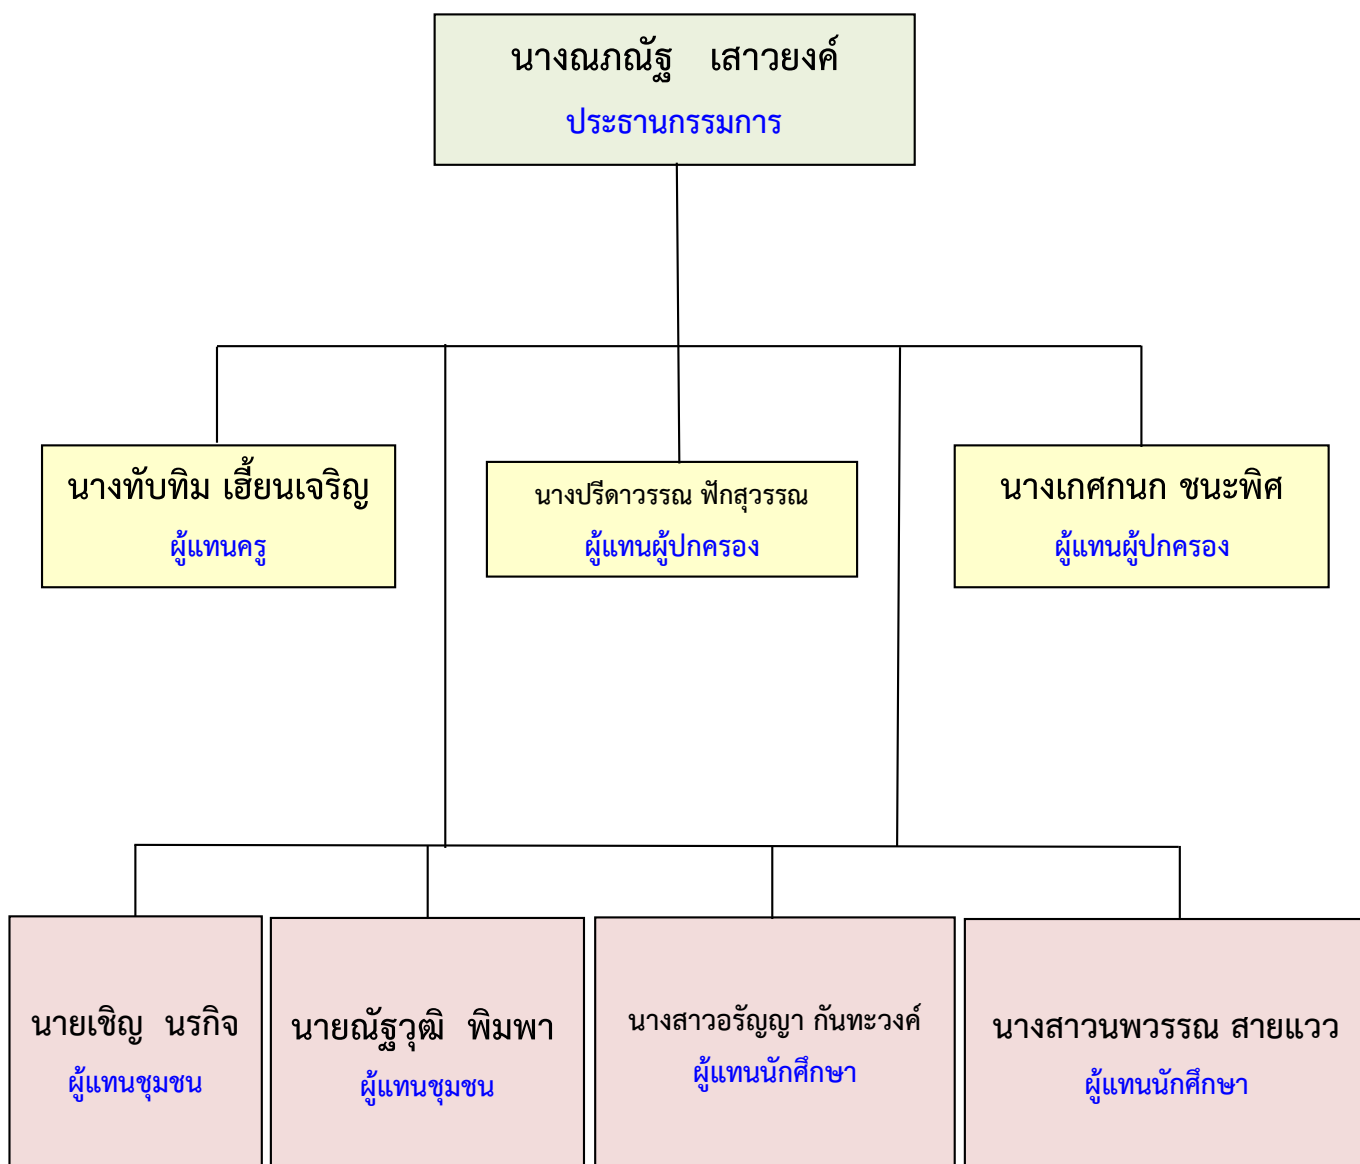 นางณภณัฐ เสาวยงค์
ประธานกรรมการ
นางทับทิม เฮี้ยนเจริญ
ผู้แทนครู
นางปรีดาวรรณ ฟักสุวรรณ
ผู้แทนผู้ปกครอง
นางเกศกนก ชนะพิศ
ผู้แทนผู้ปกครอง
นายเชิญ นรกิจ
ผู้แทนชุมชน
นายณัฐวุฒิ พิมพา
ผู้แทนชุมชน
นางสาวอรัญญา กันทะวงค์
ผู้แทนนักศึกษา
นางสาวนพวรรณ สายแวว
ผู้แทนนักศึกษา